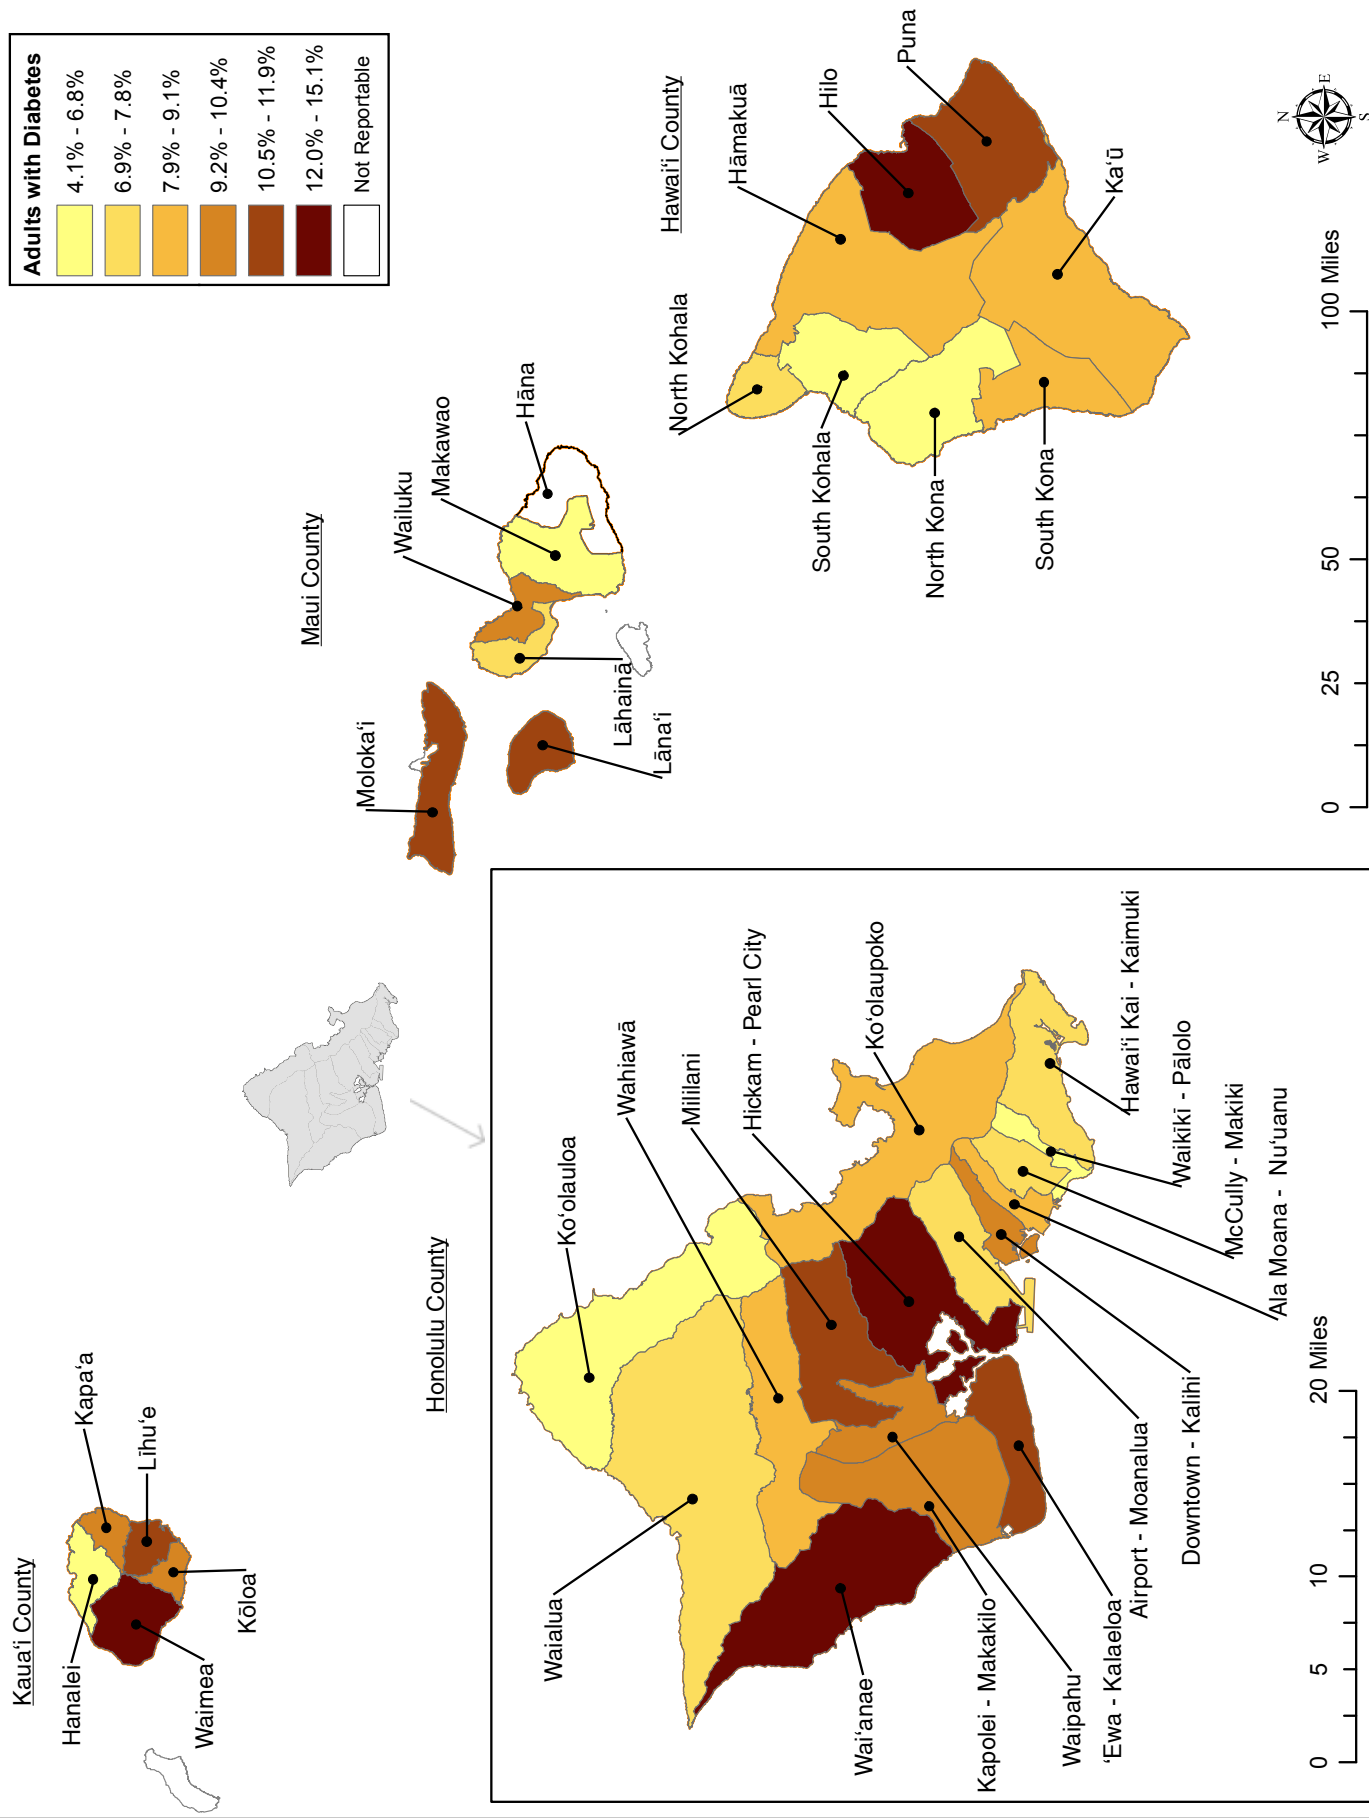 Kauaʻi County
Hanalei
Kapaʻa
Līhuʻe
Waimea
Kōloa
Honolulu County
Koʻolauloa
Wahiawā
Mililani
Hickam - Pearl City
Koʻolaupoko
Waialua
Waiʻanae
Kapolei - Makakilo
Waipahu
ʻEwa - Kalaeloa
Airport - Moanalua
Downtown - Kalihi
Ala Moana - Nuʻuanu
McCully - Makiki
Waikīkī - Pālolo
Hawaiʻi Kai - Kaimuki
0 5 10 20 Miles
Maui County
Molokaʻi
Wailuku
Makawao
Hāna
Lāhainā
Lānaʻi
Hawaiʻi County
North Kohala
Hāmakuā
Hilo
Puna
South Kohala
North Kona
South Kona
Kaʻū
0 25 50 100 Miles
Adults with Diabetes
4.1% - 6.8%
6.9% - 7.8%
7.9% - 9.1%
9.2% - 10.4%
10.5% - 11.9%
12.0% - 15.1%
Not Reportable
N
W E
S